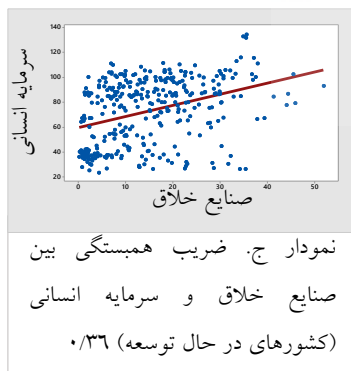 140
120
100
80
60
40
20
0
10
20
30
40
50
سرمایه انسانی
صنایع خلاق
نمودار ج. ضریب همبستگی بین
صنایع خلاق و سرمایه انسانی
(کشورهای در حال توسعه) ۰/۳۶